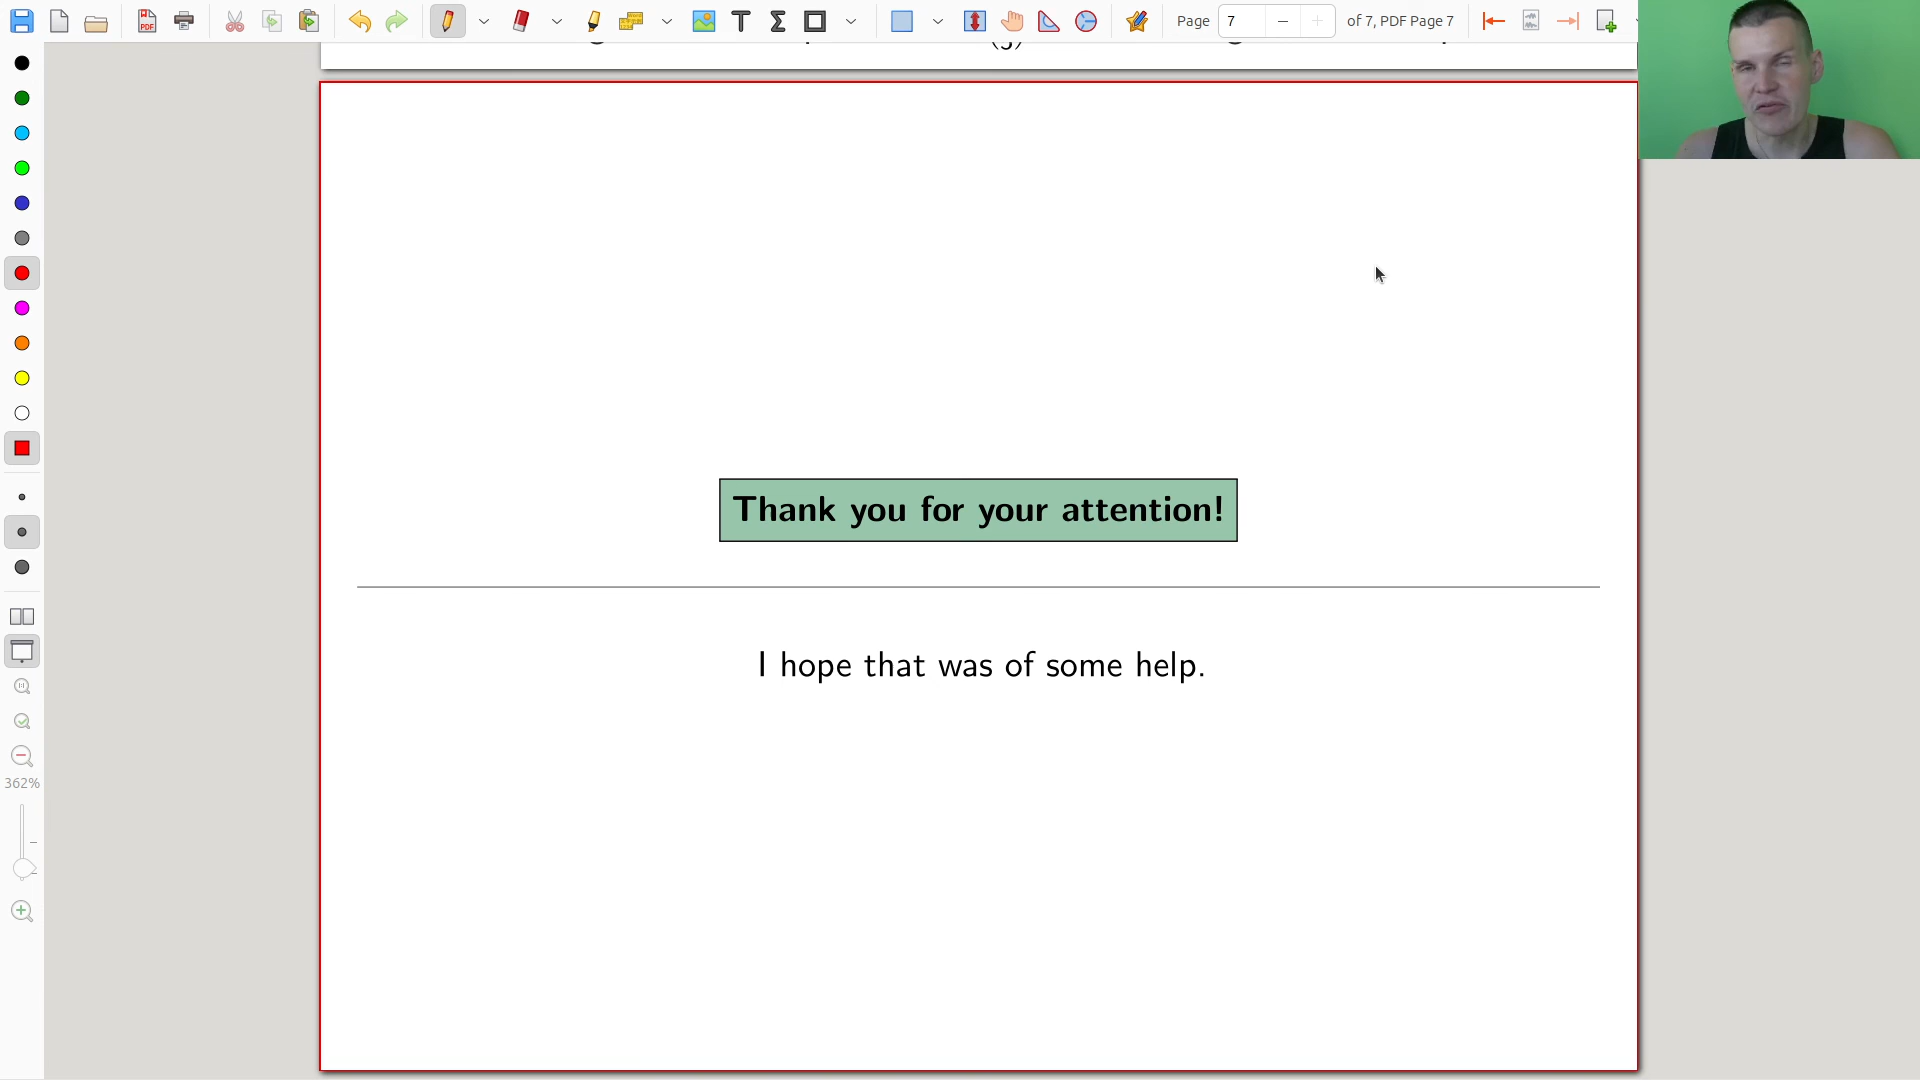 Page 7 of 7, PDF Page 7
Thank you for your attention!
I hope that was of some help.
362%